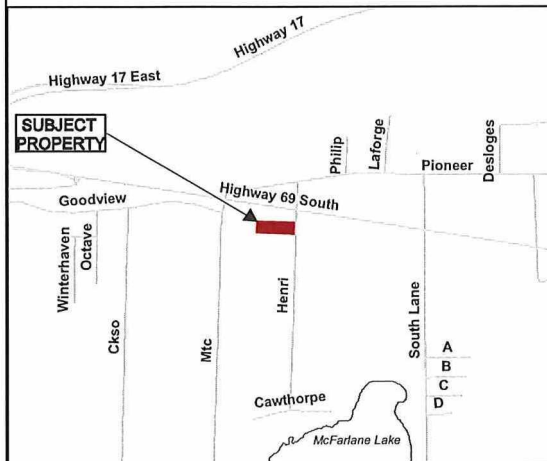 Highway 17
Highway 17 East
SUBJECT
PROPERTY
Philip
Laforge
Desloges
Pioneer
Goodview
Highway 69 South
Winterhaven
Octave
Ckso
Mtc
Henri
South Lane
A
B
C
D
Cawthorpe
McFarlane Lake